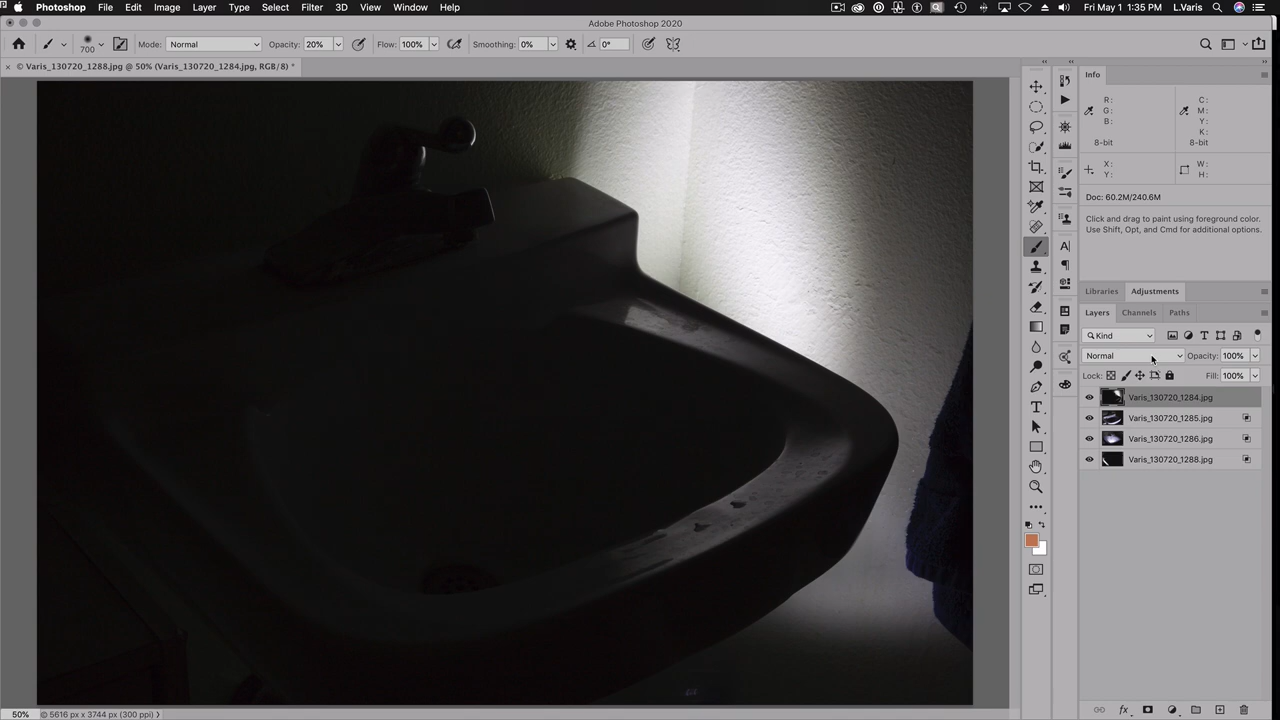 Photoshop File Edit Image Layer Type Select Filter 3D View Window Help Fri May 1 1:35 PM L.Varis
Adobe Photoshop 2020
700 Mode: Normal Opacity: 20% Flow: 100% Smoothing: 0% 0°
× © Varis_130720_1288.jpg @ 50% (Varis_130720_1284.jpg, RGB/8) *
Info
R: C:
G: M:
B: Y:
K:
8-bit 8-bit
X: W:
Y: H:
Doc: 60.2M/240.6M
Click and drag to paint using foreground color.
Use Shift, Opt, and Cmd for additional options.
Libraries Adjustments
Layers Channels Paths
Kind
Normal Opacity: 100%
Lock: Fill: 100%
Varis_130720_1284.jpg
Varis_130720_1285.jpg
Varis_130720_1286.jpg
Varis_130720_1288.jpg
50% © 5616 px x 3744 px (300 ppi)